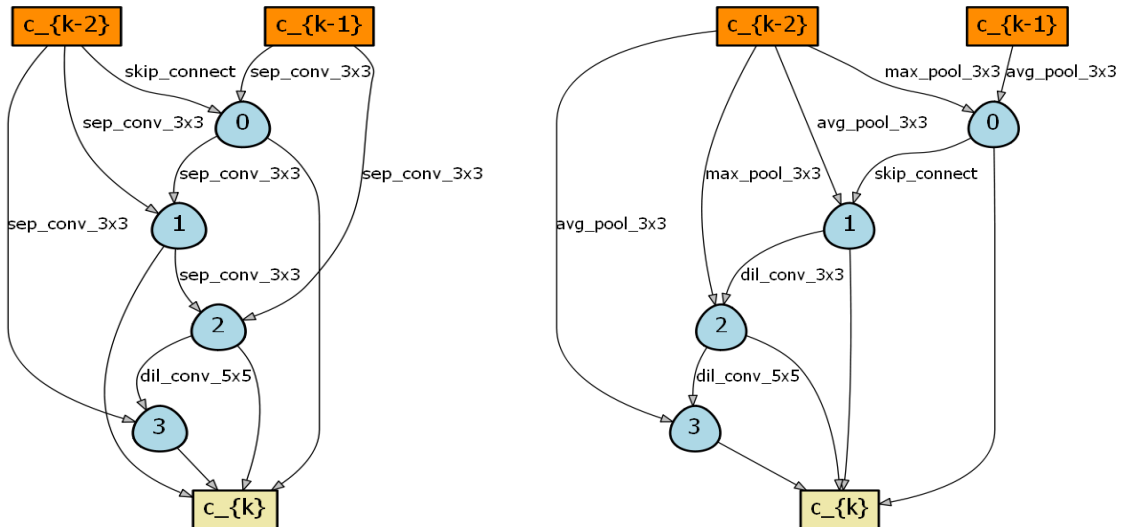 c_{k-2}
c_{k-1}
skip_connect
sep_conv_3x3
0
sep_conv_3x3
sep_conv_3x3
sep_conv_3x3
1
sep_conv_3x3
sep_conv_3x3
2
dil_conv_5x5
3
c_{k}
c_{k-2}
c_{k-1}
max_pool_3x3
avg_pool_3x3
0
avg_pool_3x3
max_pool_3x3
skip_connect
1
avg_pool_3x3
dil_conv_3x3
2
dil_conv_5x5
3
c_{k}